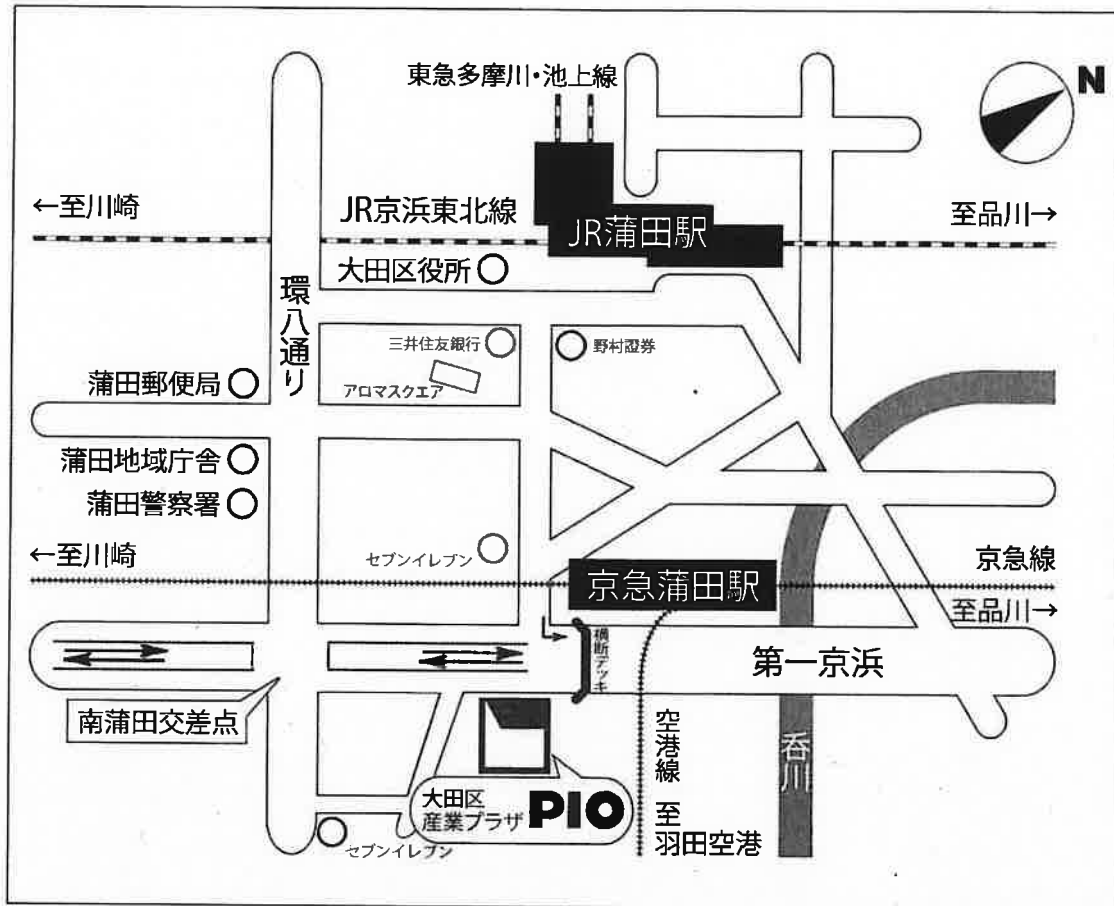 東急多摩川・池上線
N
←至川崎
JR京浜東北線
JR蒲田駅
至品川→
大田区役所
環八通り
三井住友銀行
野村證券
アロマスクエア
蒲田郵便局
蒲田地域庁舎
蒲田警察署
←至川崎
セブンイレブン
京急蒲田駅
京急線
至品川→
横断デッキ
第一京浜
南蒲田交差点
空港線 至
羽田空港
呑川
大田区
産業プラザ PIO
セブンイレブン